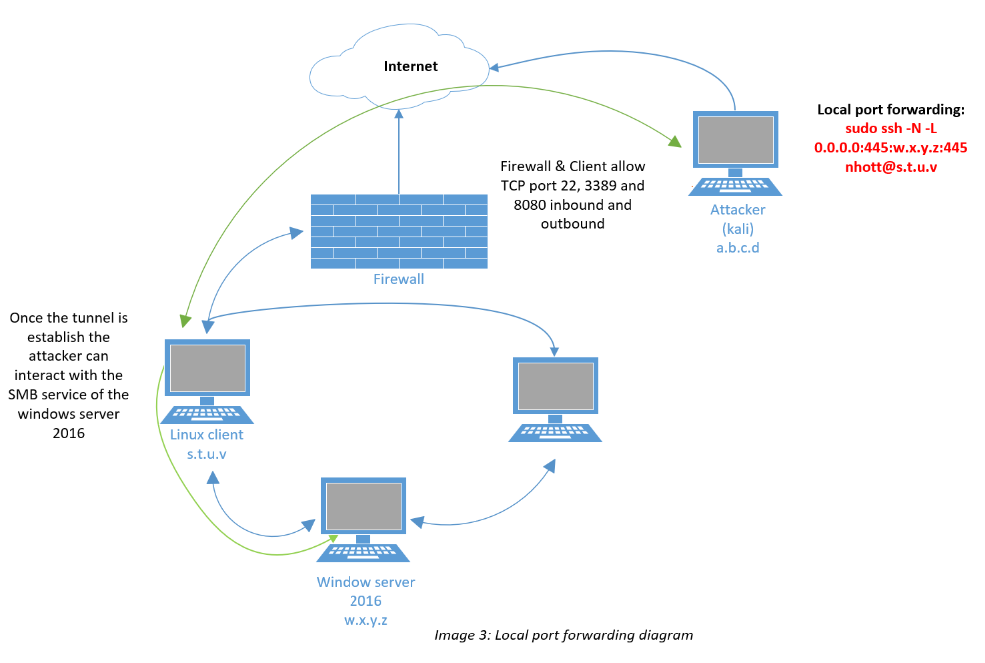 Internet
Local port forwarding:
sudo ssh -N -L
0.0.0.0:445:w.x.y.z:445
nhott@s.t.u.v
Firewall & Client allow
TCP port 22, 3389 and
8080 inbound and
outbound
Attacker
(kali)
a.b.c.d
Firewall
Once the tunnel is
establish the
attacker can
interact with the
SMB service of the
windows server
2016
Linux client
s.t.u.v
Window server
2016
w.x.y.z
Image 3: Local port forwarding diagram